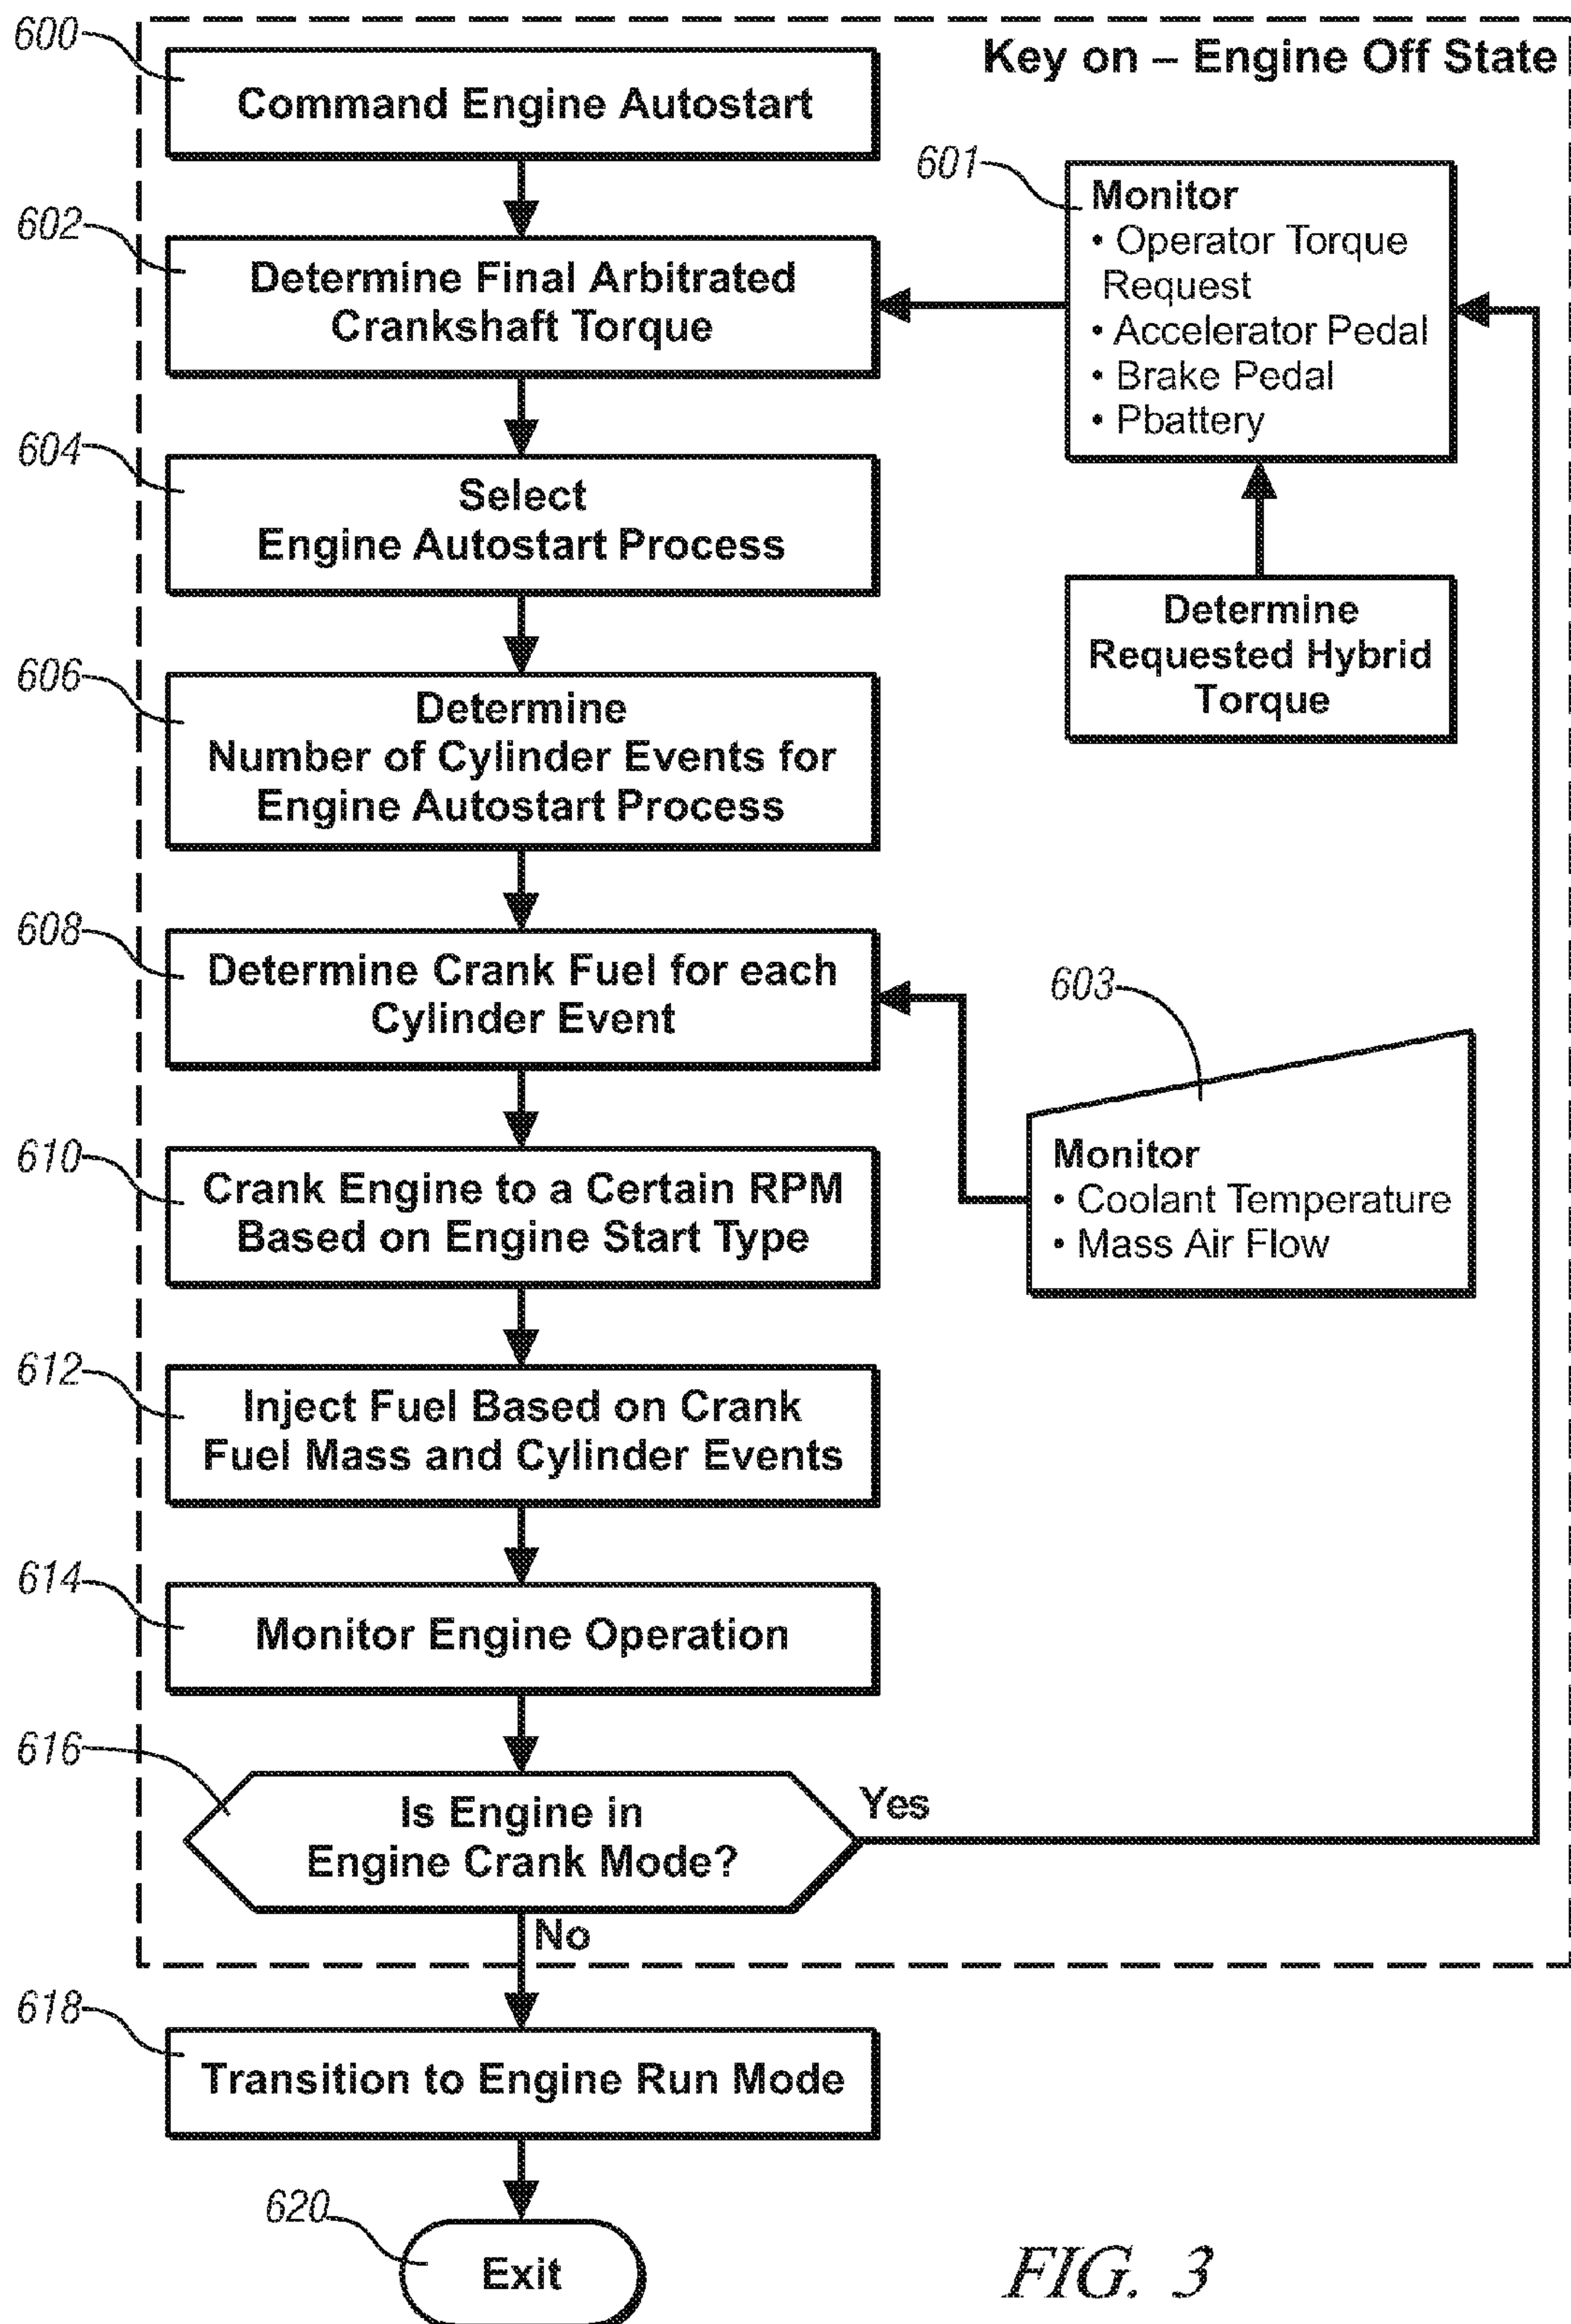 600
Key on – Engine Off State
Command Engine Autostart
601
Monitor
• Operator Torque
Request
• Accelerator Pedal
• Brake Pedal
• Pbattery
602
Determine Final Arbitrated
Crankshaft Torque
604
Select
Engine Autostart Process
Determine
Requested Hybrid
Torque
606
Determine
Number of Cylinder Events for
Engine Autostart Process
608
Determine Crank Fuel for each
Cylinder Event
603
Monitor
• Coolant Temperature
• Mass Air Flow
610
Crank Engine to a Certain RPM
Based on Engine Start Type
612
Inject Fuel Based on Crank
Fuel Mass and Cylinder Events
614
Monitor Engine Operation
616
Is Engine in
Engine Crank Mode?
Yes
No
618
Transition to Engine Run Mode
620
Exit
FIG. 3